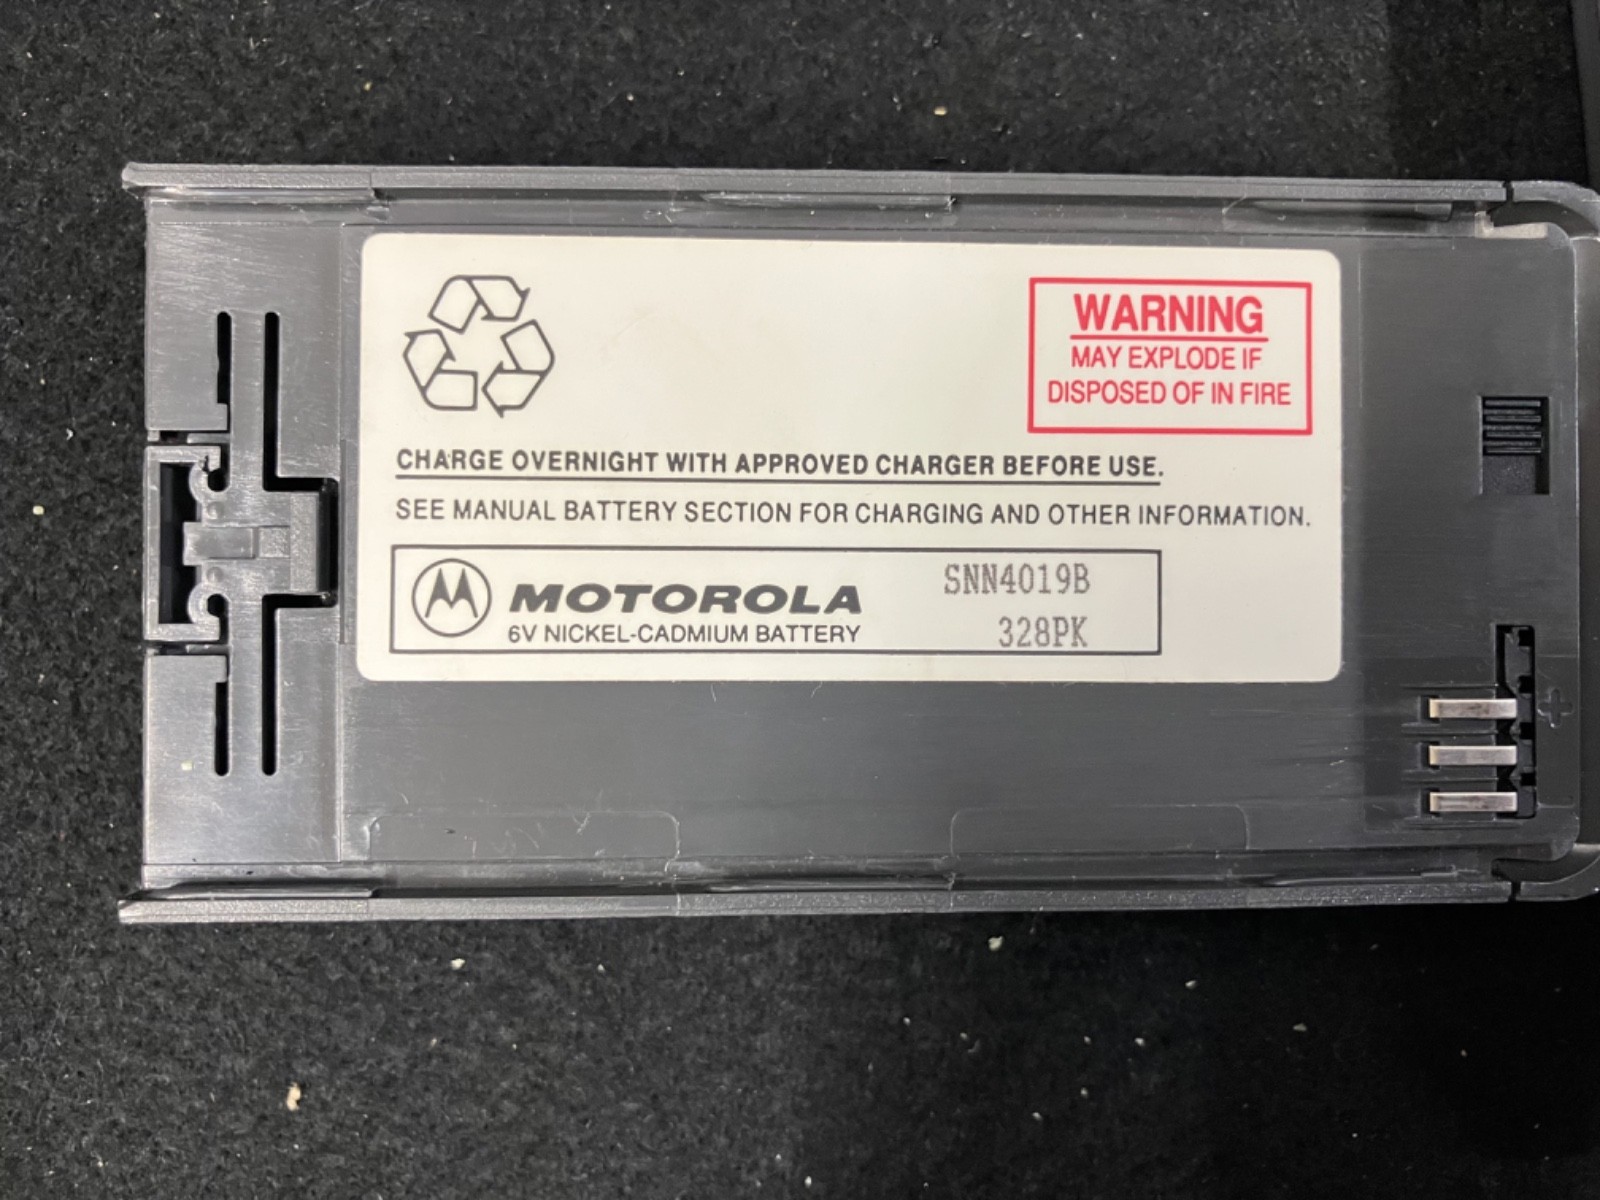 WARNING
MAY EXPLODE IF
DISPOSED OF IN FIRE
CHARGE OVERNIGHT WITH APPROVED CHARGER BEFORE USE.
SEE MANUAL BATTERY SECTION FOR CHARGING AND OTHER INFORMATION.
MOTOROLA
6V NICKEL-CADMIUM BATTERY
SNN4019B
328PK
+